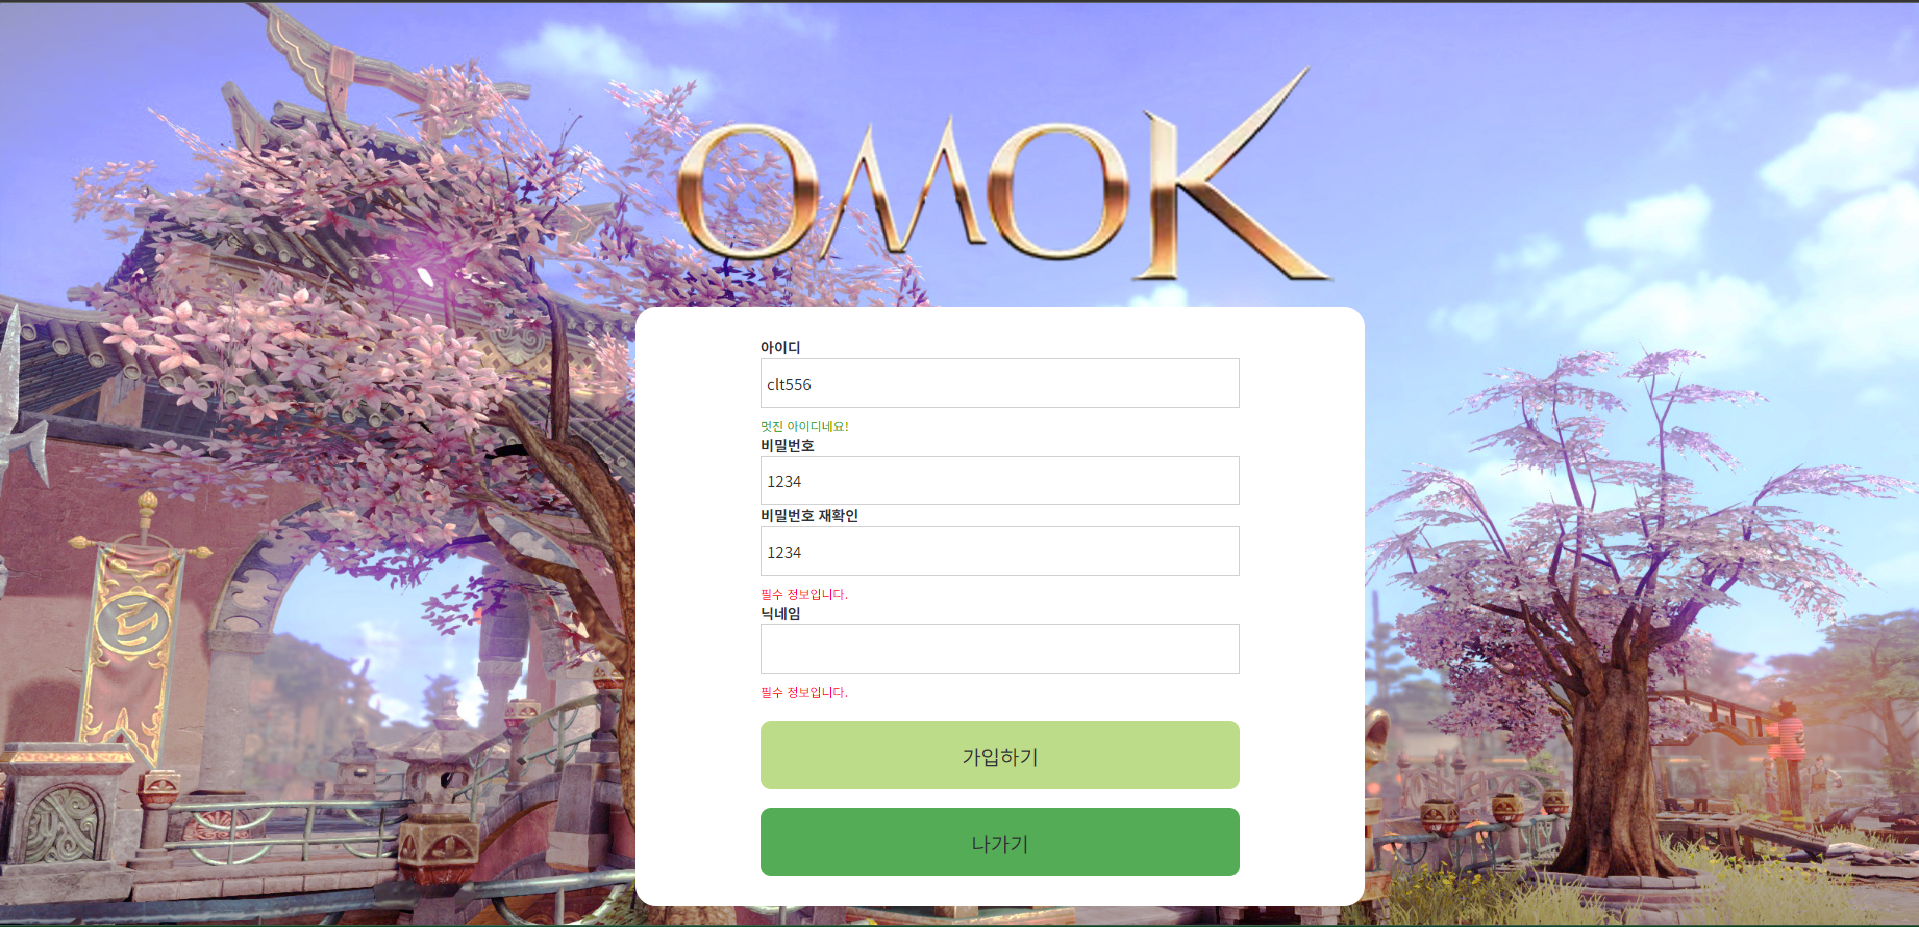 OMOK
아이디
clt556
멋진 아이디네요!
비밀번호
1234
비밀번호 재확인
1234
필수 정보입니다.
닉네임
필수 정보입니다.
가입하기
나가기